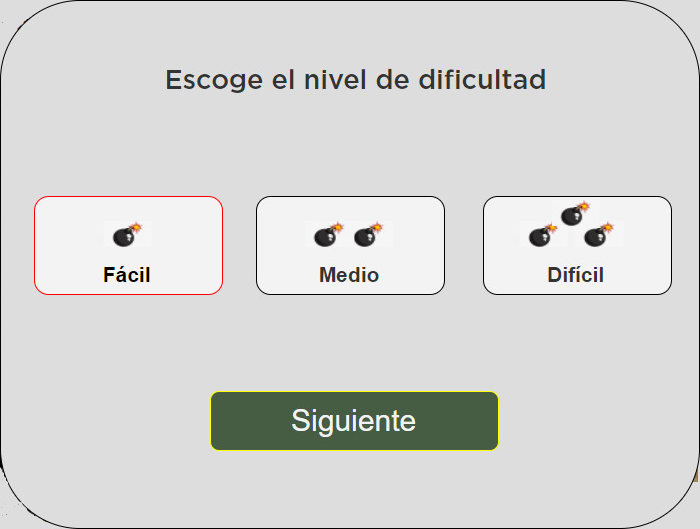 Escoge el nivel de dificultad
Fácil
Medio
Difícil
Siguiente